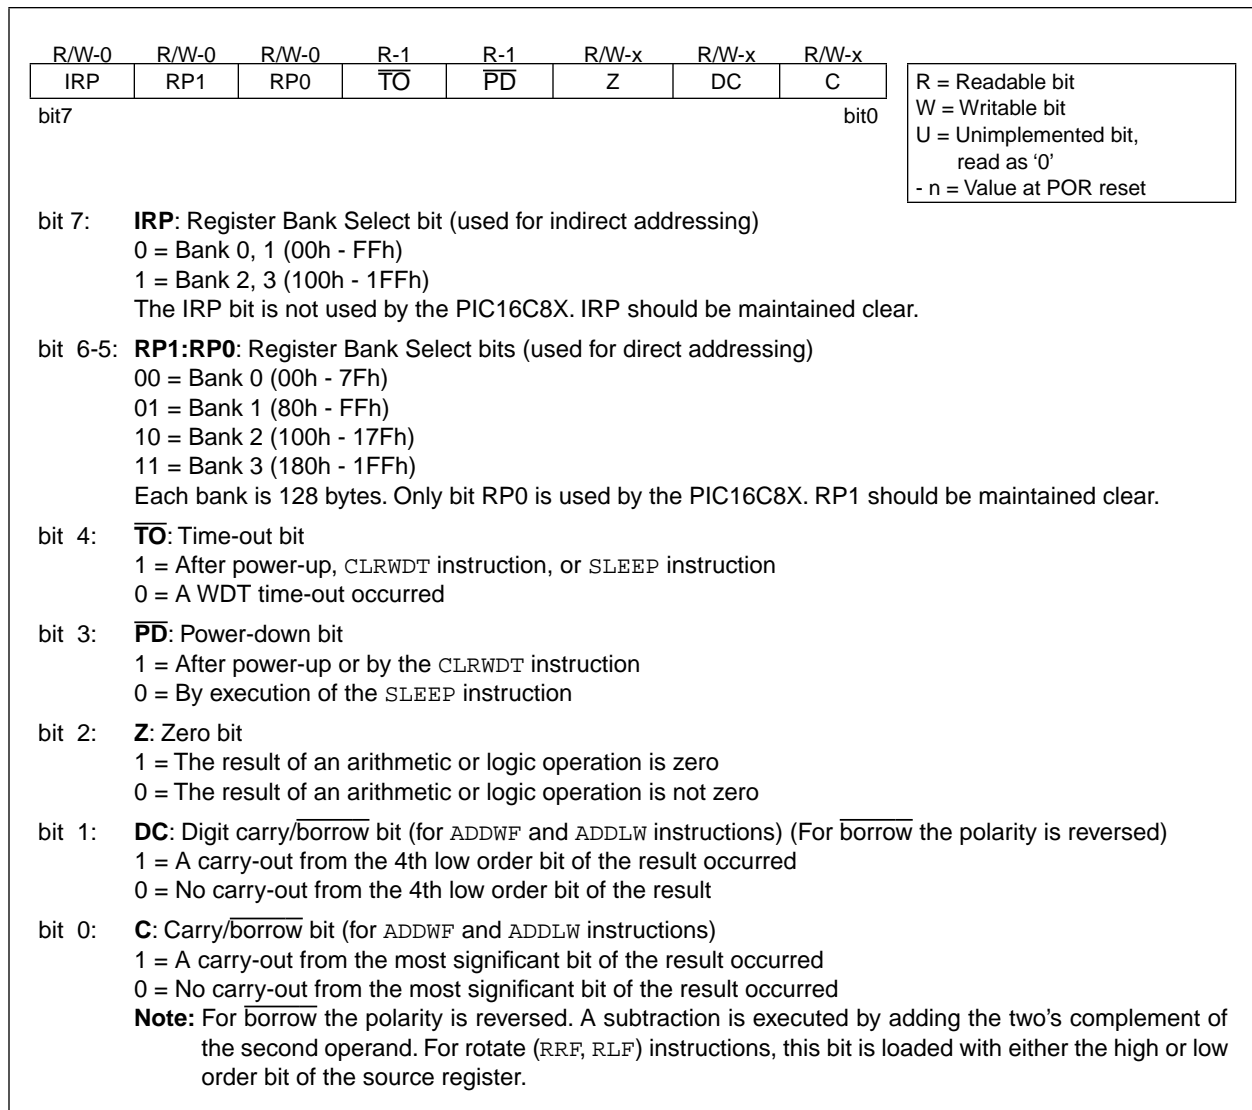 R/W-0 R/W-0 R/W-0 R-1 R-1 R/W-x R/W-x R/W-x
IRP RP1 RP0 T̅O̅ P̅D̅ Z DC C
bit7 bit0
R = Readable bit
W = Writable bit
U = Unimplemented bit,
read as ‘0’
- n = Value at POR reset
bit 7: IRP: Register Bank Select bit (used for indirect addressing)
0 = Bank 0, 1 (00h - FFh)
1 = Bank 2, 3 (100h - 1FFh)
The IRP bit is not used by the PIC16C8X. IRP should be maintained clear.
bit 6-5: RP1:RP0: Register Bank Select bits (used for direct addressing)
00 = Bank 0 (00h - 7Fh)
01 = Bank 1 (80h - FFh)
10 = Bank 2 (100h - 17Fh)
11 = Bank 3 (180h - 1FFh)
Each bank is 128 bytes. Only bit RP0 is used by the PIC16C8X. RP1 should be maintained clear.
bit 4: T̅O̅: Time-out bit
1 = After power-up, CLRWDT instruction, or SLEEP instruction
0 = A WDT time-out occurred
bit 3: P̅D̅: Power-down bit
1 = After power-up or by the CLRWDT instruction
0 = By execution of the SLEEP instruction
bit 2: Z: Zero bit
1 = The result of an arithmetic or logic operation is zero
0 = The result of an arithmetic or logic operation is not zero
bit 1: DC: Digit carry/b̅o̅r̅r̅o̅w̅ bit (for ADDWF and ADDLW instructions) (For b̅o̅r̅r̅o̅w̅ the polarity is reversed)
1 = A carry-out from the 4th low order bit of the result occurred
0 = No carry-out from the 4th low order bit of the result
bit 0: C: Carry/b̅o̅r̅r̅o̅w̅ bit (for ADDWF and ADDLW instructions)
1 = A carry-out from the most significant bit of the result occurred
0 = No carry-out from the most significant bit of the result occurred
Note: For b̅o̅r̅r̅o̅w̅ the polarity is reversed. A subtraction is executed by adding the two’s complement of
the second operand. For rotate (RRF, RLF) instructions, this bit is loaded with either the high or low
order bit of the source register.